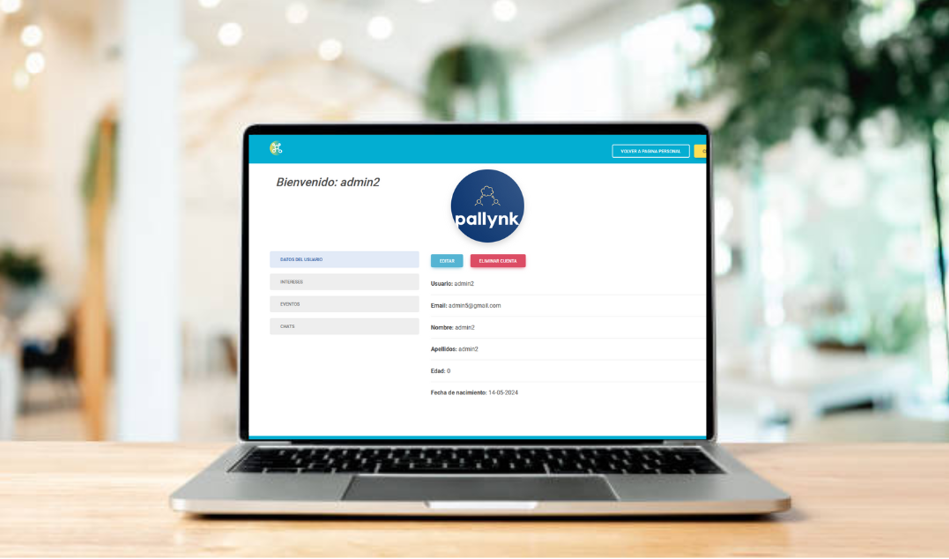 VOLVER A PAGINA PERSONAL
Bienvenido: admin2
pallynk
DATOS DEL USUARIO
INTERESES
EVENTOS
CHATS
EDITAR
ELIMINAR CUENTA
Usuario: admin2
Email: admin5@gmail.com
Nombre: admin2
Apellidos: admin2
Edad: 0
Fecha de nacimiento: 14-05-2024